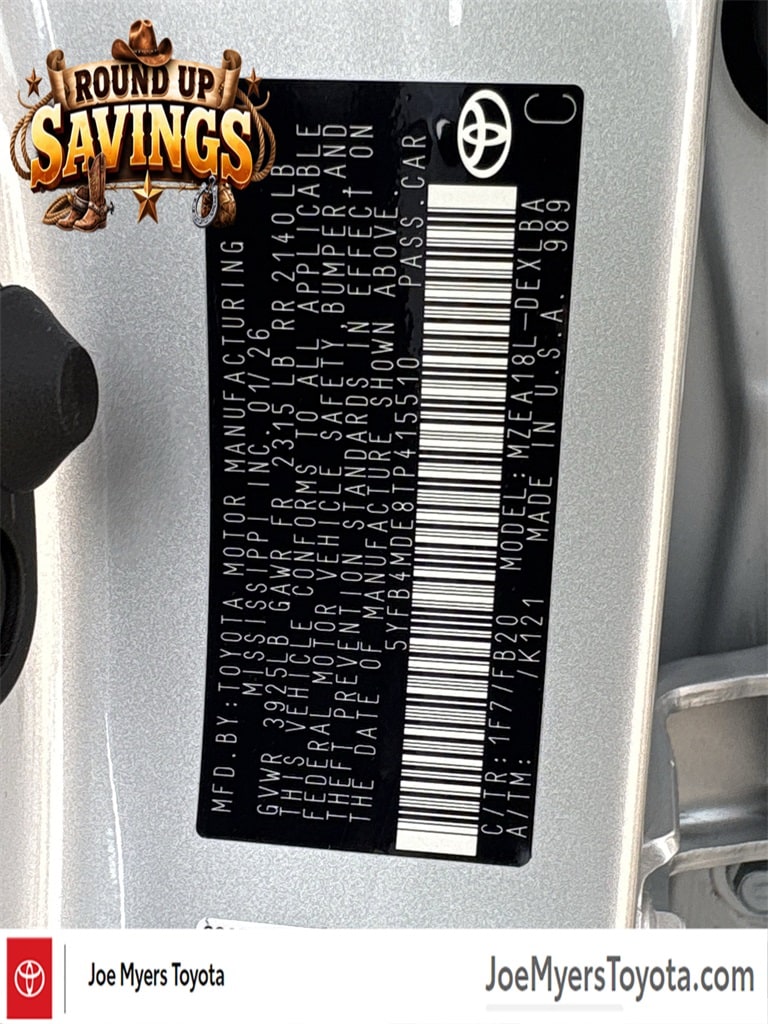 ROUND UP
SAVINGS
MFD. BY: TOYOTA MOTOR MANUFACTURING
MISSISSIPPI INC. 01/26
GVWR 3925LB GAWR FR 2315 LB RR 2140 LB
THIS VEHICLE CONFORMS TO ALL APPLICABLE
FEDERAL MOTOR VEHICLE SAFETY, BUMPER AND
THEFT PREVENTION STANDARDS IN EFFECT ON
THE DATE OF MANUFACTURE SHOWN ABOVE.
5YFB4MDE8TP415510 PASS.CAR
C/TR: 1F7/FB20 MODEL: MZEA18L-DEXLBA
A/TM: /K121 MADE IN U.S.A. 989
C
Joe Myers Toyota
JoeMyersToyota.com